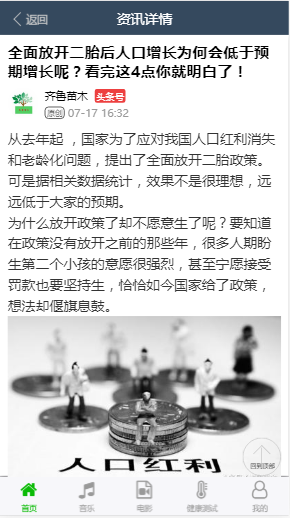 返回
资讯详情
全面放开二胎后人口增长为何会低于预
期增长呢？看完这4点你就明白了！
齐鲁苗木 头条号
原创 07-17 16:32
从去年起，国家为了应对我国人口红利消失
和老龄化问题，提出了全面放开二胎政策。
可是据相关数据统计，效果不是很理想，远
远低于大家的预期。
为什么放开政策了却不愿意生了呢？要知道
在政策没有放开之前的那些年，很多人期盼
生第二个小孩的意愿很强烈，甚至宁愿接受
罚款也要坚持生，恰恰如今国家给了政策，
想法却偃旗息鼓。
人口红利
回到顶部
首页
音乐
电影
健康测试
我的